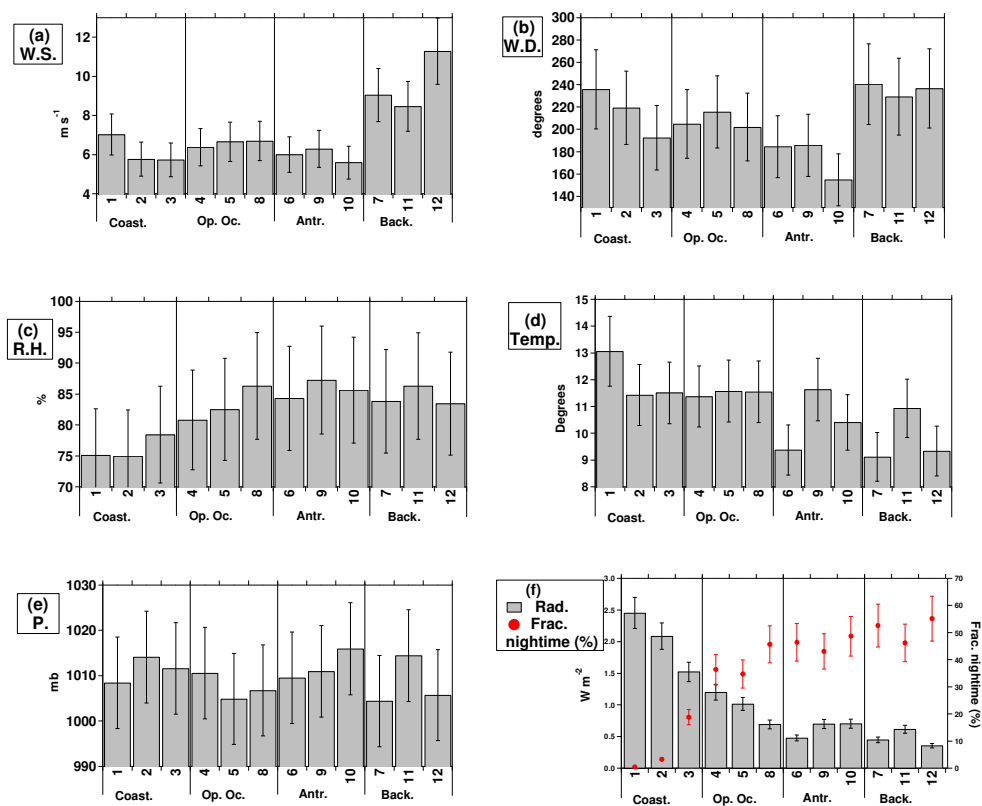 (a)
W.S.
m s-1
12
10
8
6
4
1 2 3 4 5 8 6 9 10 7 11 12
Coast. Op. Oc. Antr. Back.
(b)
W.D.
degrees
300
280
260
240
220
200
180
160
140
1 2 3 4 5 8 6 9 10 7 11 12
Coast. Op. Oc. Antr. Back.
(c)
R.H.
%
100
95
90
85
80
75
70
1 2 3 4 5 8 6 9 10 7 11 12
Coast. Op. Oc. Antr. Back.
(d)
Temp.
Degrees
15
14
13
12
11
10
9
8
1 2 3 4 5 8 6 9 10 7 11 12
Coast. Op. Oc. Antr. Back.
(e)
P.
mb
1030
1020
1010
1000
990
1 2 3 4 5 8 6 9 10 7 11 12
Coast. Op. Oc. Antr. Back.
(f)
Rad.
Frac.
nightime (%)
W m-2
3.0
2.5
2.0
1.5
1.0
0.5
0.0
70
60
50
40
30
20
10
0
Frac. nightime (%)
1 2 3 4 5 8 6 9 10 7 11 12
Coast. Op. Oc. Antr. Back.